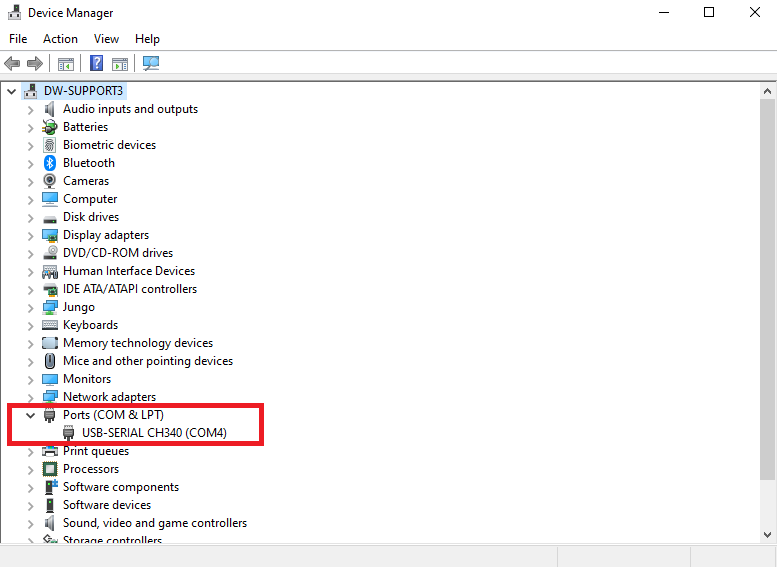 Device Manager
File Action View Help
DW-SUPPORT3
Audio inputs and outputs
Batteries
Biometric devices
Bluetooth
Cameras
Computer
Disk drives
Display adapters
DVD/CD-ROM drives
Human Interface Devices
IDE ATA/ATAPI controllers
Jungo
Keyboards
Memory technology devices
Mice and other pointing devices
Monitors
Network adapters
Ports (COM & LPT)
USB-SERIAL CH340 (COM4)
Print queues
Processors
Software components
Software devices
Sound, video and game controllers
Storage controllers